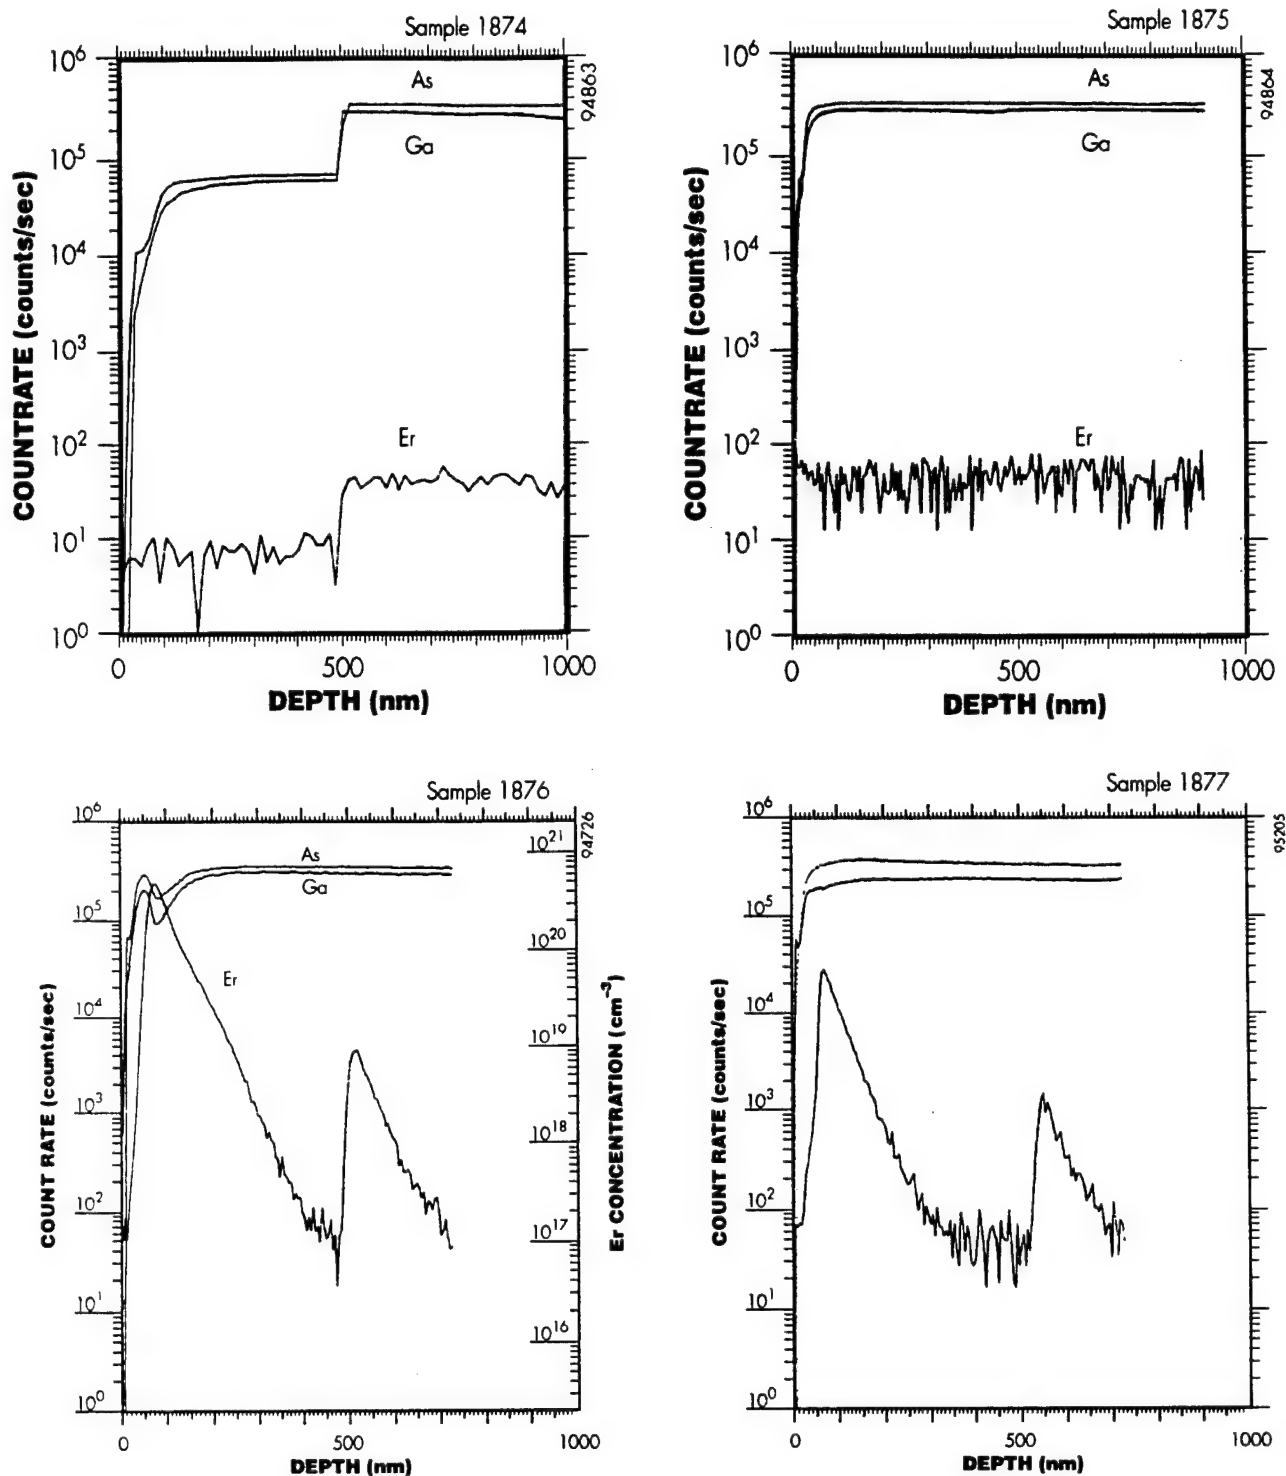 Sample 1874
10^6
10^5
10^4
10^3
10^2
10^1
10^0
COUNTRATE (counts/sec)
As
Ga
Er
94863
0 500 1000
DEPTH (nm)
Sample 1875
10^6
10^5
10^4
10^3
10^2
10^1
10^0
COUNTRATE (counts/sec)
As
Ga
Er
94864
0 500 1000
DEPTH (nm)
Sample 1876
10^6
10^5
10^4
10^3
10^2
10^1
10^0
COUNT RATE (counts/sec)
As
Ga
Er
10^21
10^20
10^19
10^18
10^17
10^16
Er CONCENTRATION (cm^-3)
94726
0 500 1000
DEPTH (nm)
Sample 1877
10^6
10^5
10^4
10^3
10^2
10^1
10^0
COUNT RATE (counts/sec)
95205
0 500 1000
DEPTH (nm)